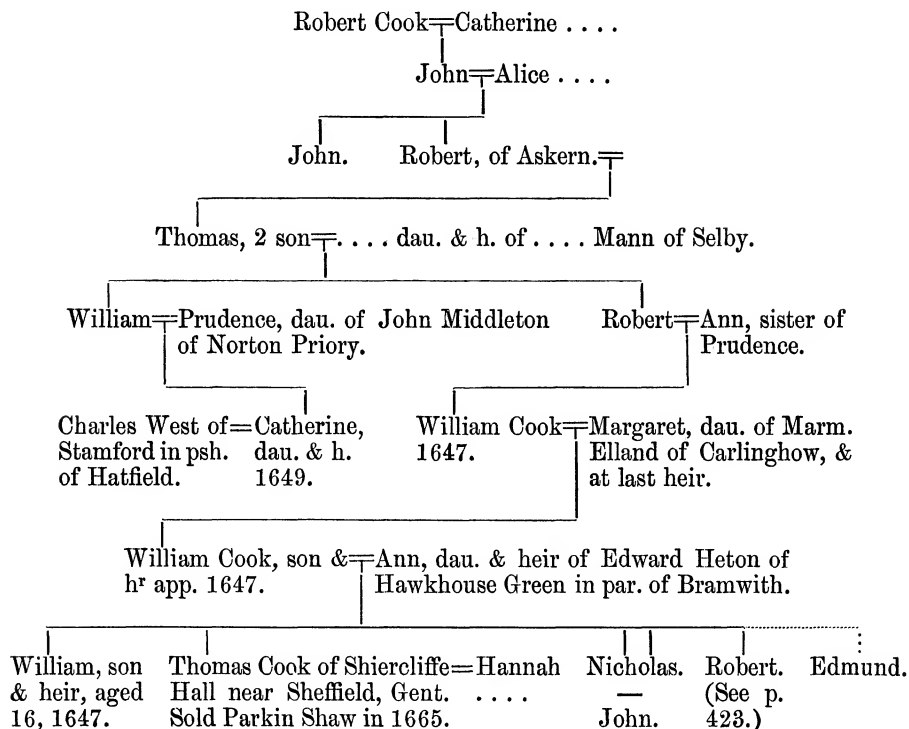 Robert Cook=Catherine . . . .
John=Alice . . . .
John. Robert, of Askern.=
Thomas, 2 son=. . . . dau. & h. of . . . . Mann of Selby.
William=Prudence, dau. of John Middleton Robert=Ann, sister of
of Norton Priory. Prudence.
Charles West of=Catherine, William Cook=Margaret, dau. of Marm.
Stamford in psh. dau. & h. 1647. Elland of Carlinghow, &
of Hatfield. 1649. at last heir.
William Cook, son &=Ann, dau. & heir of Edward Heton of
hr app. 1647. Hawkhouse Green in par. of Bramwith.
William, son Thomas Cook of Shiercliffe=Hannah Nicholas. Robert. Edmund.
& heir, aged Hall near Sheffield, Gent. . . . . — (See p.
16, 1647. Sold Parkin Shaw in 1665. John. 423.)